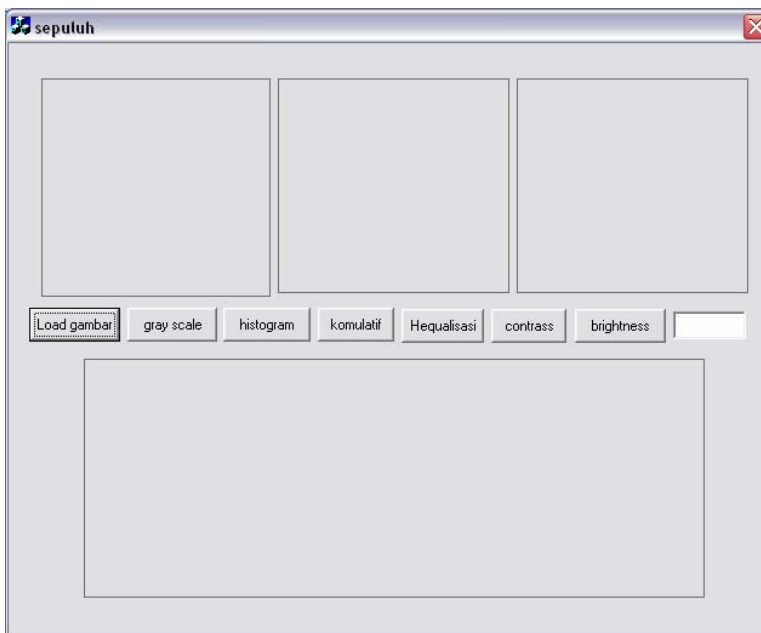 sepuluh
Load gambar
gray scale
histogram
komulatif
Hequalisasi
contrass
brightness